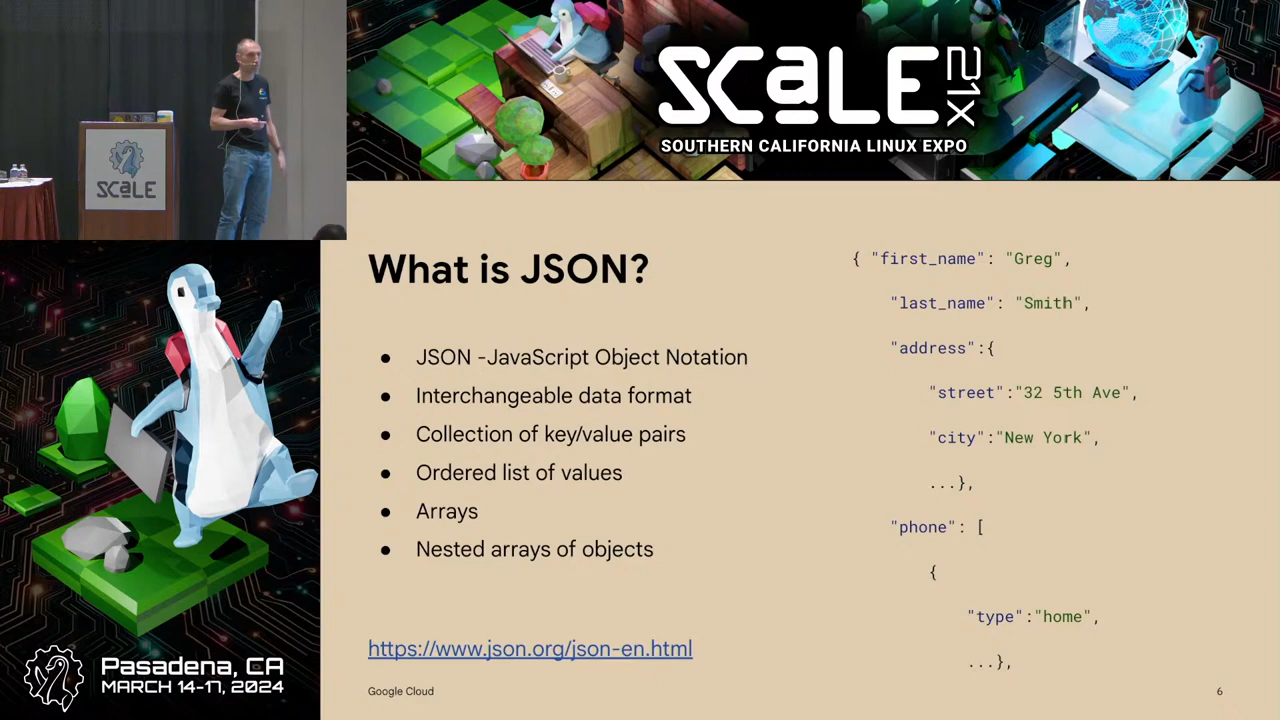 SCALE
SCALE 21X
SOUTHERN CALIFORNIA LINUX EXPO
What is JSON?
● JSON -JavaScript Object Notation
● Interchangeable data format
● Collection of key/value pairs
● Ordered list of values
● Arrays
● Nested arrays of objects
https://www.json.org/json-en.html
Google Cloud
{ "first_name": "Greg",
"last_name": "Smith",
"address":{
"street":"32 5th Ave",
"city":"New York",
...},
"phone": [
{
"type":"home",
...},
6
Pasadena, CA
MARCH 14-17, 2024